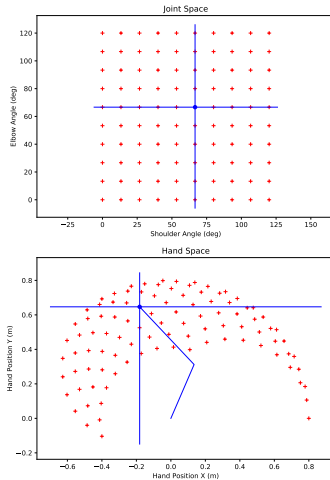 Joint Space
120
100
80
60
40
20
0
Elbow Angle (deg)
−25 0 25 50 75 100 125 150
Shoulder Angle (deg)
Hand Space
0.8
0.6
0.4
0.2
0.0
−0.2
Hand Position Y (m)
−0.6 −0.4 −0.2 0.0 0.2 0.4 0.6 0.8
Hand Position X (m)